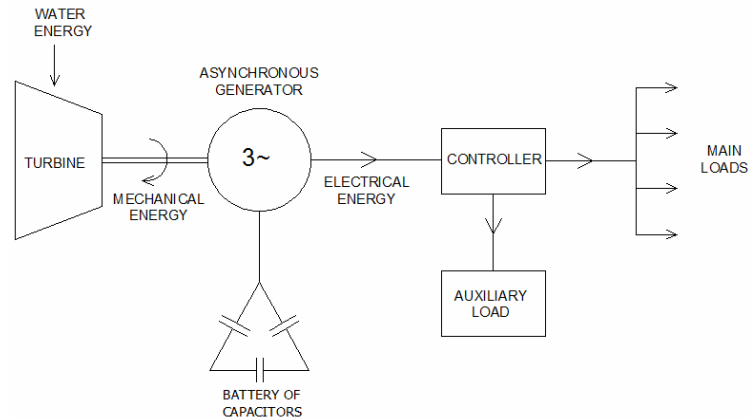 WATER
ENERGY
ASYNCHRONOUS
GENERATOR
TURBINE
3~
MECHANICAL
ENERGY
ELECTRICAL
ENERGY
CONTROLLER
MAIN
LOADS
AUXILIARY
LOAD
BATTERY OF
CAPACITORS